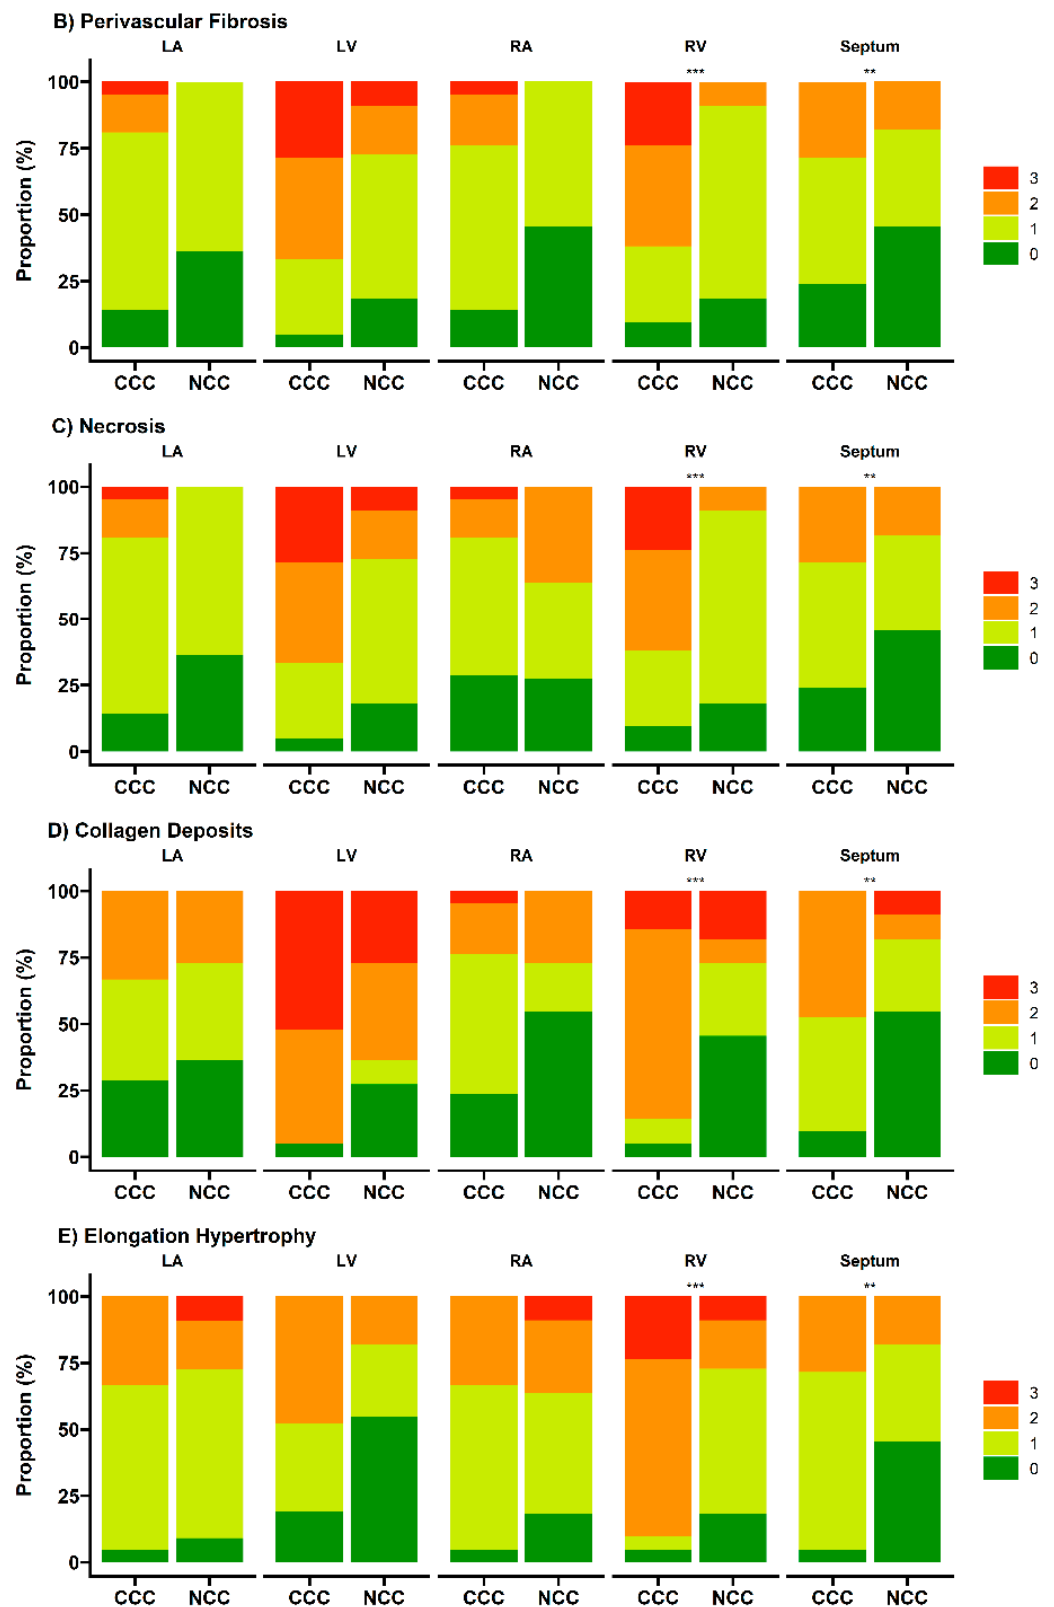 B) Perivascular Fibrosis
LA LV RA RV Septum
*** **
Proportion (%)
100
75
50
25
0
CCC NCC CCC NCC CCC NCC CCC NCC CCC NCC
3
2
1
0
C) Necrosis
LA LV RA RV Septum
*** **
Proportion (%)
100
75
50
25
0
CCC NCC CCC NCC CCC NCC CCC NCC CCC NCC
3
2
1
0
D) Collagen Deposits
LA LV RA RV Septum
*** **
Proportion (%)
100
75
50
25
0
CCC NCC CCC NCC CCC NCC CCC NCC CCC NCC
3
2
1
0
E) Elongation Hypertrophy
LA LV RA RV Septum
*** **
Proportion (%)
100
75
50
25
0
CCC NCC CCC NCC CCC NCC CCC NCC CCC NCC
3
2
1
0